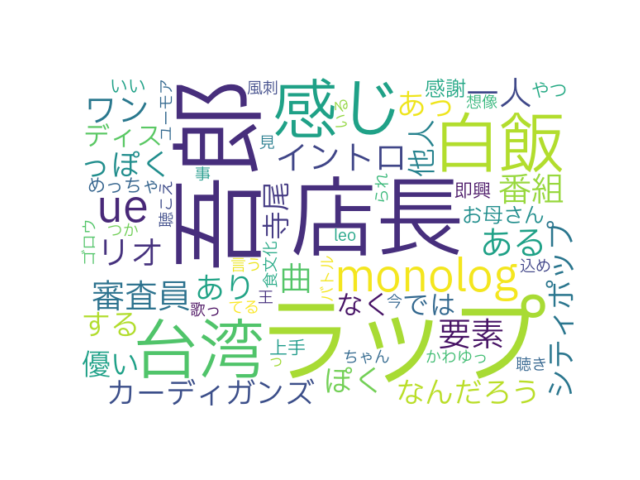 いい
ワン
ユーモア
風刺
感じ
いる
感謝
一人
想像
やっ
ディス
吾郎
あっ
白飯
っぽく
イントロ
他人
めっちゃ
聴こえ
事
見
寺尾
店長
られ
即興
番組
ue
leo
お母さん
ゴロウ
つか
リオ
食文化
言う
バトル
ある
シティポップ
審査員
あり
曲
monolog
込め
する
歌っ
てる
王
なく
今
では
要素
優い
台湾
ラップ
上手
っ
ちゃん
かわゆっ
聴き
カーディガンズ
ぽく
なんだろう